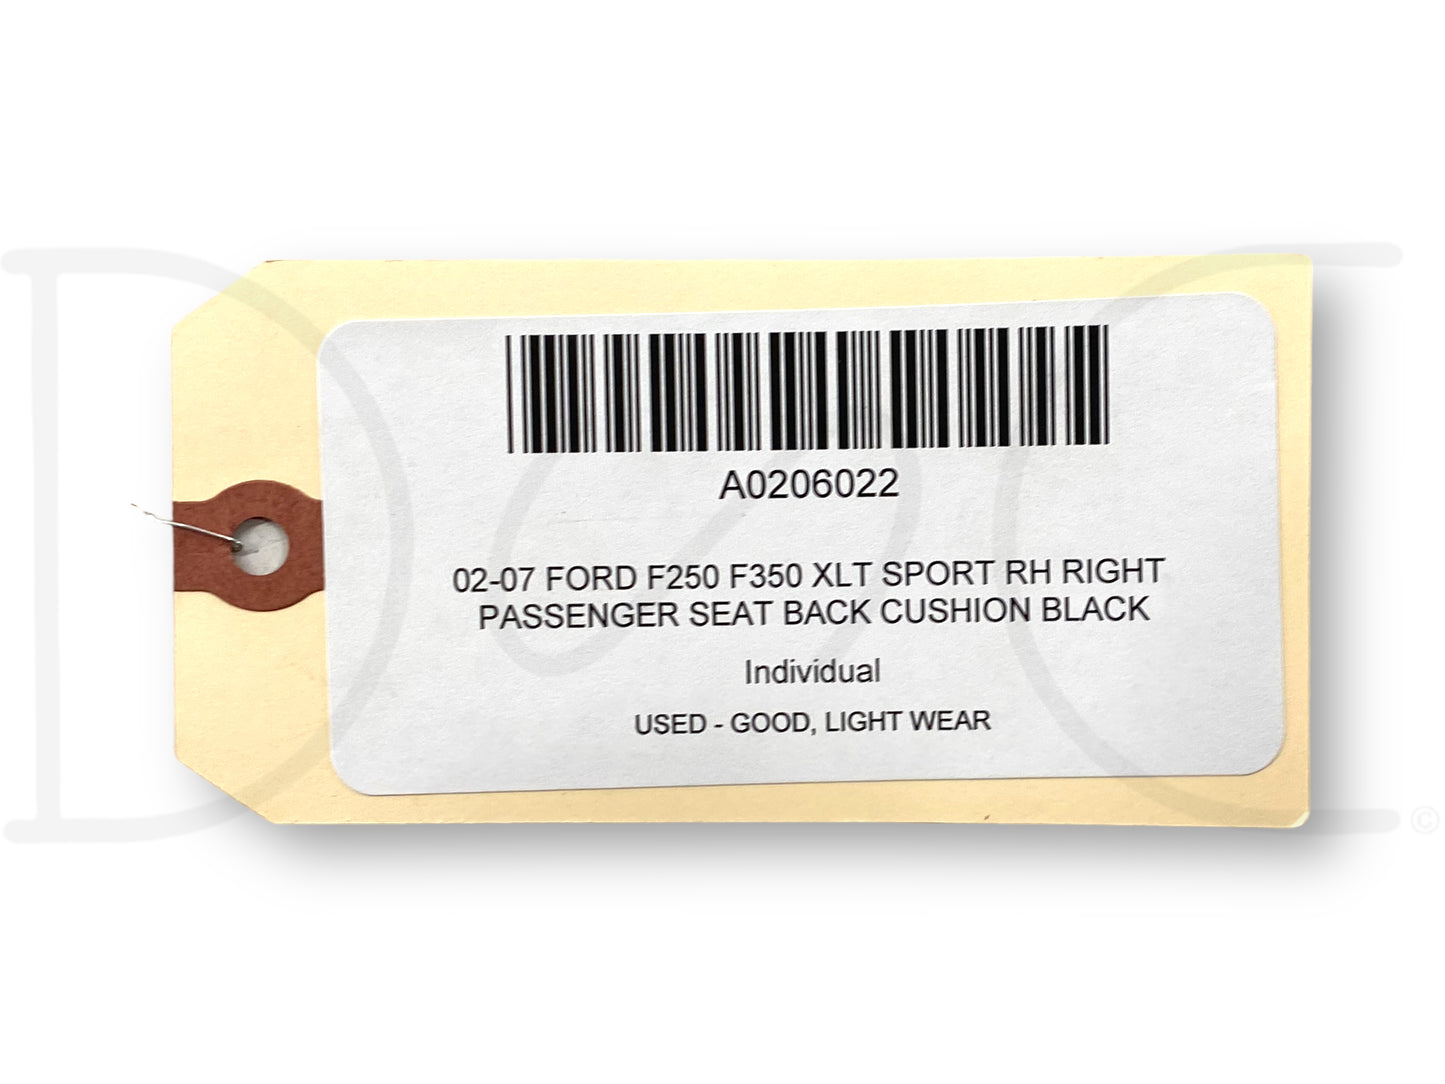 A0206022
02-07 FORD F250 F350 XLT SPORT RH RIGHT
PASSENGER SEAT BACK CUSHION BLACK
Individual
USED - GOOD, LIGHT WEAR
©